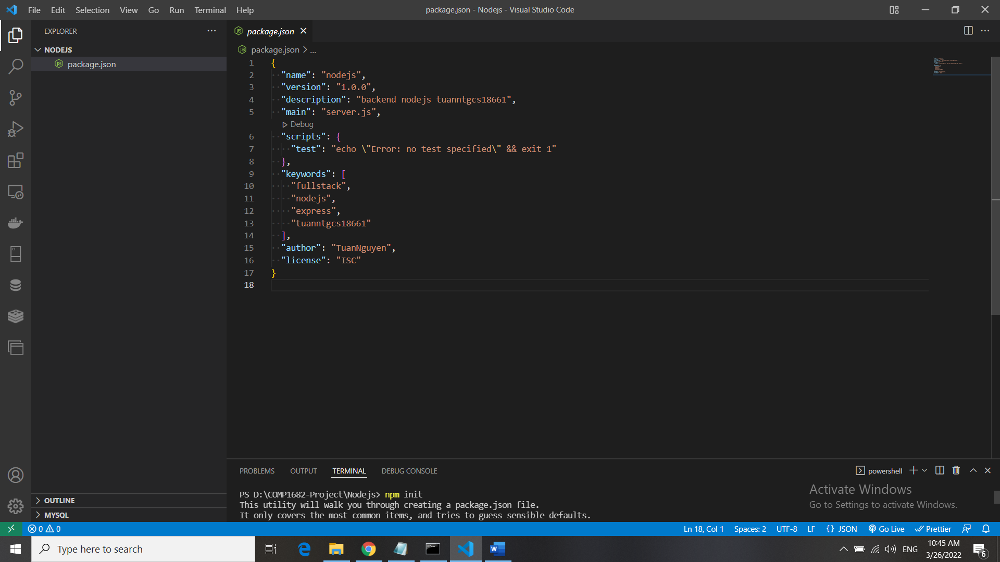 File Edit Selection View Go Run Terminal Help
package.json - Nodejs - Visual Studio Code
EXPLORER
NODEJS
package.json
package.json
package.json > ...
1 {
2 "name": "nodejs",
3 "version": "1.0.0",
4 "description": "backend nodejs tuanntgcs18661",
5 "main": "server.js",
Debug
6 "scripts": {
7 "test": "echo \"Error: no test specified\" && exit 1"
8 },
9 "keywords": [
10 "fullstack",
11 "nodejs",
12 "express",
13 "tuanntgcs18661"
14 ],
15 "author": "TuanNguyen",
16 "license": "ISC"
17 }
18
OUTLINE
MYSQL
PROBLEMS OUTPUT TERMINAL DEBUG CONSOLE
powershell
PS D:\COMP1682-Project\Nodejs> npm init
This utility will walk you through creating a package.json file.
It only covers the most common items, and tries to guess sensible defaults.
Activate Windows
Go to Settings to activate Windows.
0 0
Ln 18, Col 1 Spaces: 2 UTF-8 LF {} JSON Go Live Prettier
Type here to search
ENG
10:45 AM
3/26/2022
6